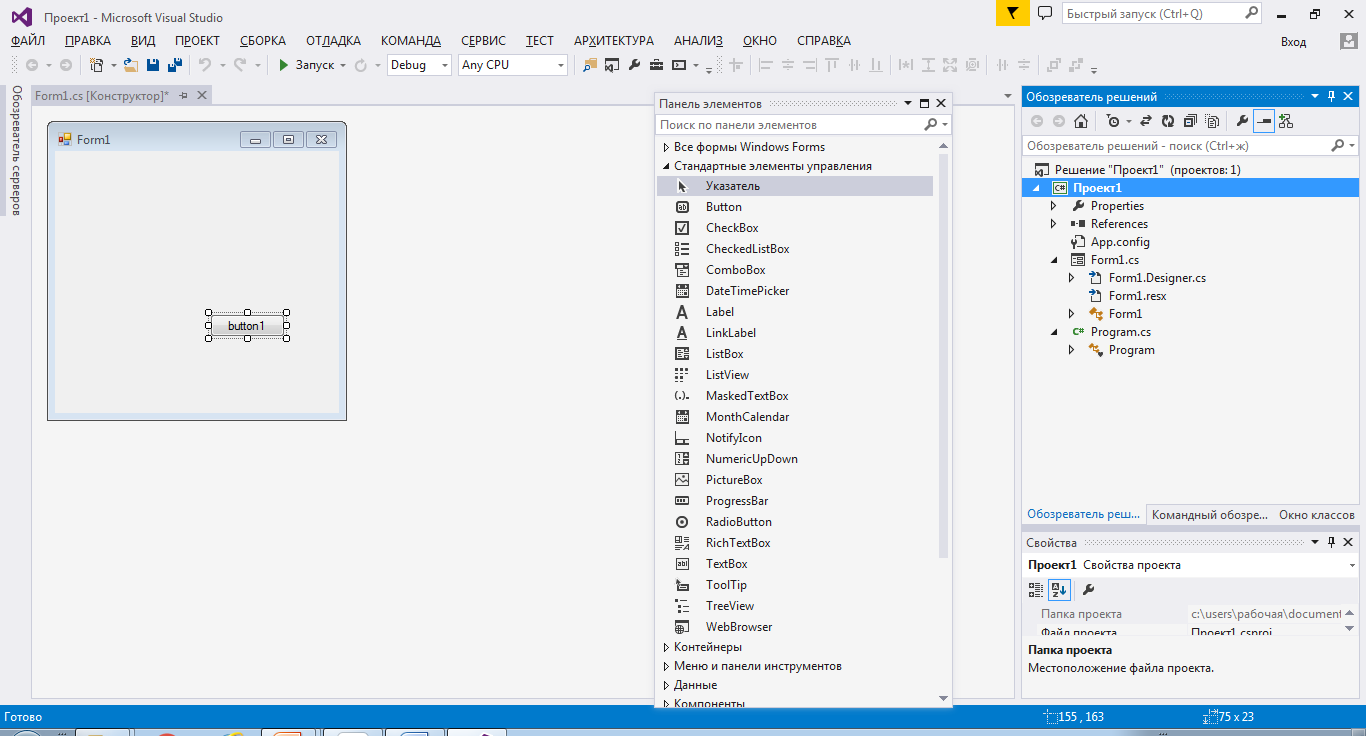 Проект1 - Microsoft Visual Studio
Быстрый запуск (Ctrl+Q)
ФАЙЛ ПРАВКА ВИД ПРОЕКТ СБОРКА ОТЛАДКА КОМАНДА СЕРВИС ТЕСТ АРХИТЕКТУРА АНАЛИЗ ОКНО СПРАВКА
Вход
Запуск Debug Any CPU
Обозреватель серверов
Form1.cs [Конструктор]*
Form1
button1
Панель элементов
Поиск по панели элементов
Все формы Windows Forms
Стандартные элементы управления
Указатель
Button
CheckBox
CheckedListBox
ComboBox
DateTimePicker
Label
LinkLabel
ListBox
ListView
MaskedTextBox
MonthCalendar
NotifyIcon
NumericUpDown
PictureBox
ProgressBar
RadioButton
RichTextBox
TextBox
ToolTip
TreeView
WebBrowser
Контейнеры
Меню и панели инструментов
Данные
Компоненты
Обозреватель решений
Обозреватель решений - поиск (Ctrl+ж)
Решение "Проект1" (проектов: 1)
Проект1
Properties
References
App.config
Form1.cs
Form1.Designer.cs
Form1.resx
Form1
Program.cs
Program
Обозреватель реш... Командный обозре... Окно классов
Свойства
Проект1 Свойства проекта
Папка проекта c:\users\рабочая\document
Файл проекта Проект1.csproj
Папка проекта
Местоположение файла проекта.
Готово
155 , 163
75 x 23